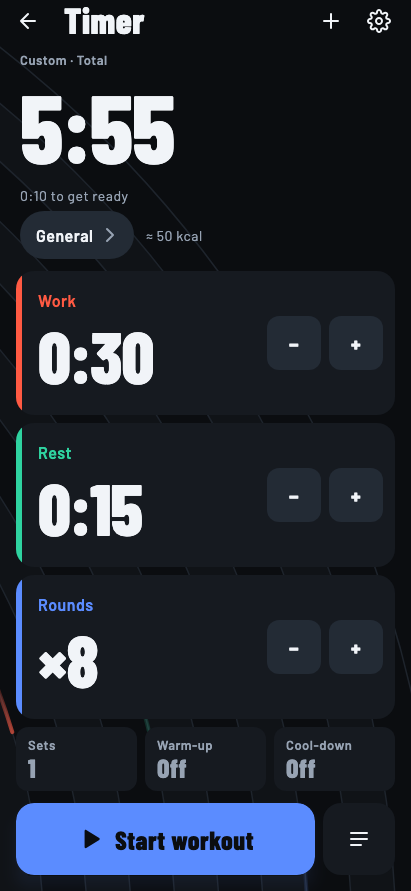 Timer
Custom · Total
5:55
0:10 to get ready
General
≈ 50 kcal
Work
0:30
- +
Rest
0:15
- +
Rounds
×8
- +
Sets Warm-up Cool-down
1 Off Off
Start workout